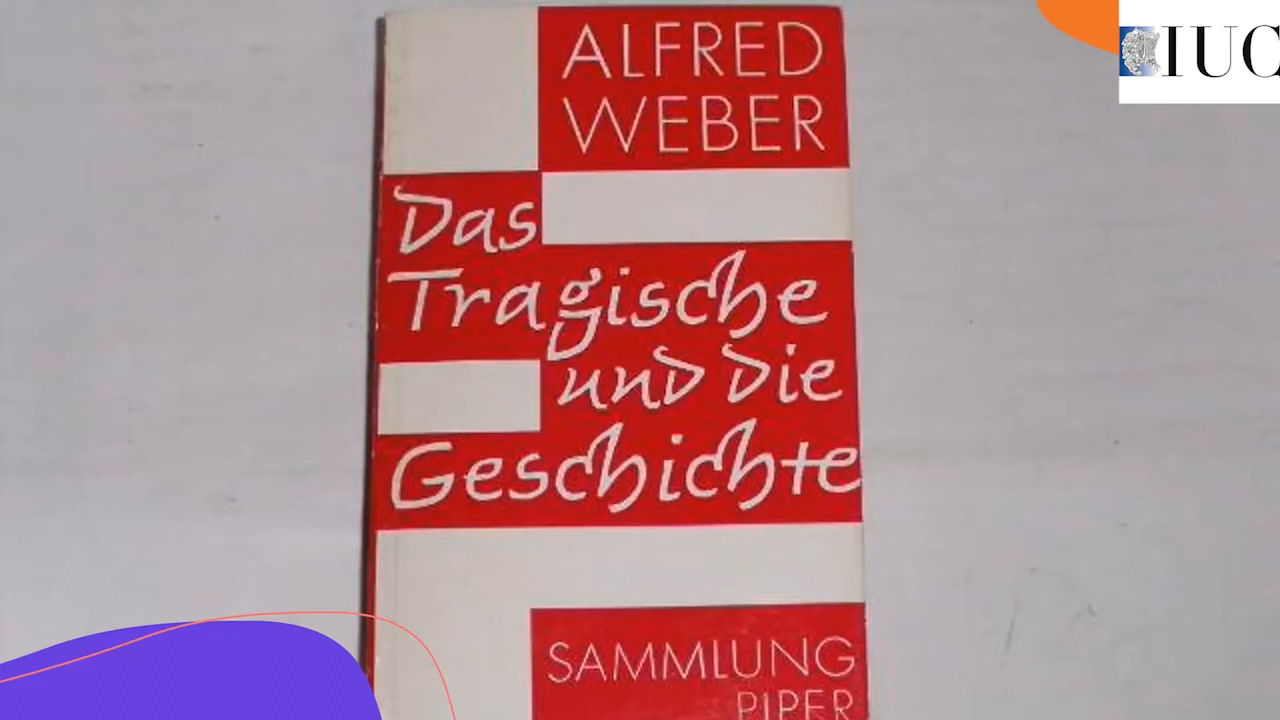 IUC
ALFRED
WEBER
Das
Tragische
und die
Geschichte
SAMMLUNG
PIPER